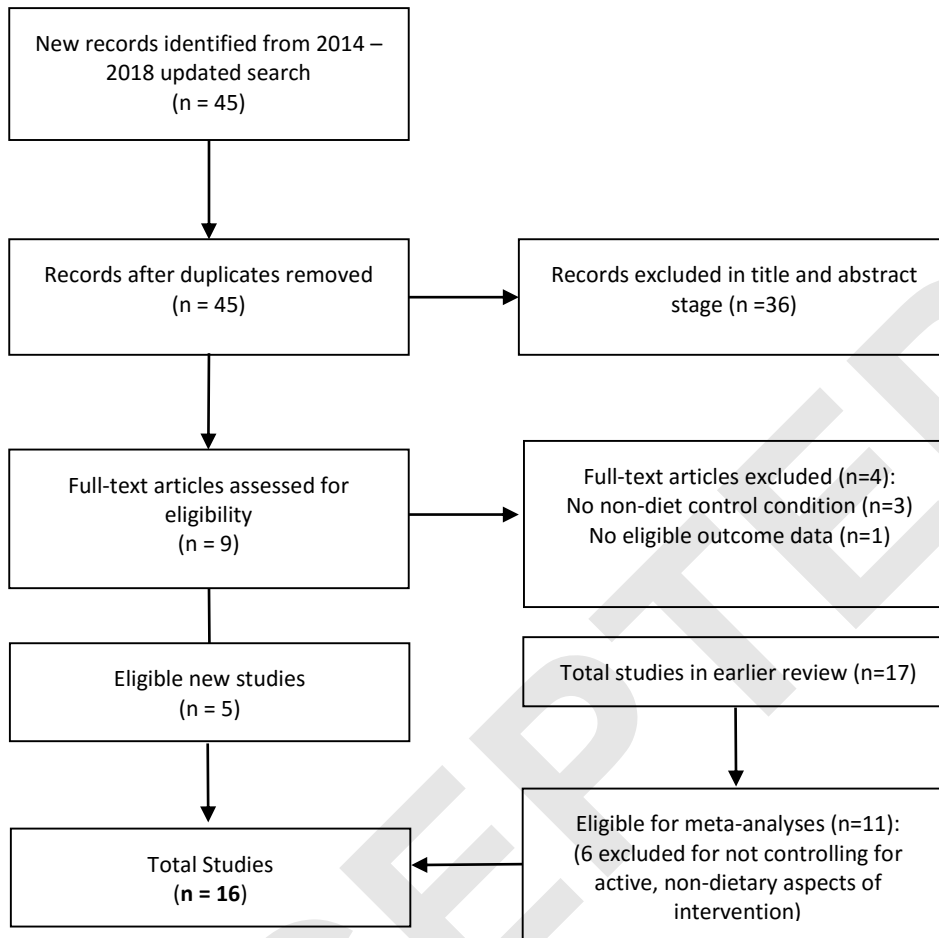 New records identified from 2014 –
2018 updated search
(n = 45)
Records after duplicates removed
(n = 45)
Records excluded in title and abstract
stage (n =36)
Full-text articles assessed for
eligibility
(n = 9)
Full-text articles excluded (n=4):
No non-diet control condition (n=3)
No eligible outcome data (n=1)
Eligible new studies
(n = 5)
Total studies in earlier review (n=17)
Total Studies
(n = 16)
Eligible for meta-analyses (n=11):
(6 excluded for not controlling for
active, non-dietary aspects of
intervention)